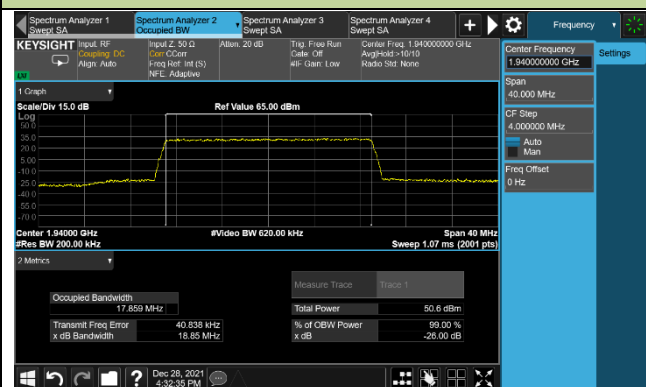 Spectrum Analyzer 1
Swept SA
Spectrum Analyzer 2
Occupied BW
Spectrum Analyzer 3
Swept SA
Spectrum Analyzer 4
Swept SA
Frequency
KEYSIGHT
Input: RF
Coupling: DC
Align: Auto
Input Z: 50 Ω
Corr CCorr
Freq Ref: Int (S)
NFE: Adaptive
Atten: 20 dB
Trig: Free Run
Gate: Off
#IF Gain: Low
Center Freq: 1.940000000 GHz
Avg|Hold:>10/10
Radio Std: None
Center Frequency
1.940000000 GHz
Settings
Span
40.000 MHz
CF Step
4.000000 MHz
Auto
Man
Freq Offset
0 Hz
1 Graph
Scale/Div 15.0 dB
Ref Value 65.00 dBm
Log
50.0
35.0
20.0
5.00
-10.0
-25.0
-40.0
-55.0
-70.0
Center 1.94000 GHz
#Video BW 620.00 kHz
Span 40 MHz
#Res BW 200.00 kHz
Sweep 1.07 ms (2001 pts)
2 Metrics
Measure Trace
Trace 1
Occupied Bandwidth
17.859 MHz
Total Power
50.6 dBm
Transmit Freq Error
40.838 kHz
% of OBW Power
99.00 %
x dB Bandwidth
18.85 MHz
x dB
-26.00 dB
Dec 28, 2021
4:32:35 PM